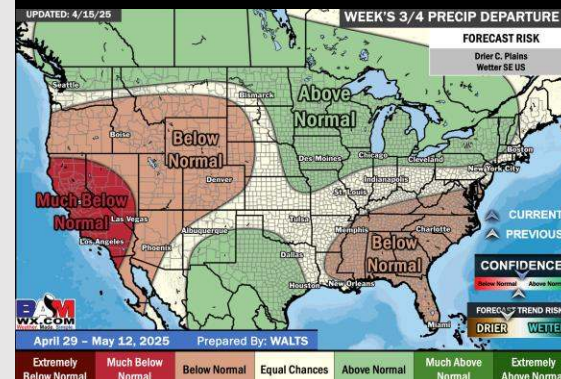 UPDATED: 4/15/25
WEEK'S 3/4 PRECIP DEPARTURE
FORECAST RISK
Drier C. Plains
Wetter SE US
Seattle
Bismarck
Above
Normal
Boise
Below
Normal
Boston
Des Moines
Chicago
Cleveland
New York City
Denver
Indianapolis
St. Louis
Much Below
Normal
Las Vegas
CURRENT
PREVIOUS
Los Angeles
Albuquerque
Tulsa
Memphis
Charlotte
Phoenix
Below
Normal
Dallas
CONFIDENCE
Below Normal
Above Norm
Houston
New Orleans
FORECAST TREND RISK
DRIER
WETTE
Miami
BAM
WX.COM
April 29 – May 12, 2025
Prepared By: WALTS
Extremely
Below Normal
Much Below
Normal
Below Normal
Equal Chances
Above Normal
Much Above
Normal
Extremely
Above Normal